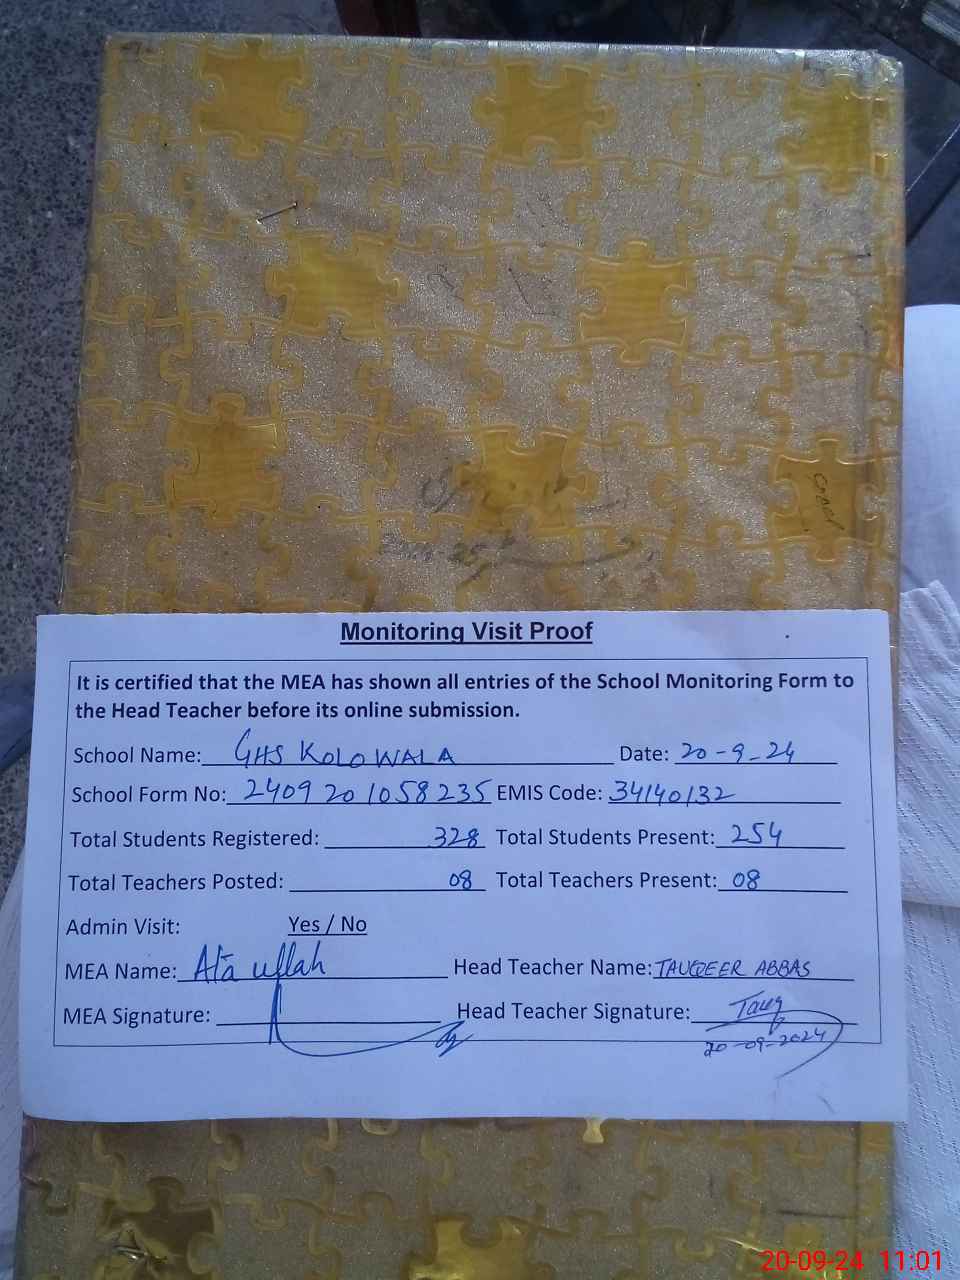 Monitoring Visit Proof
It is certified that the MEA has shown all entries of the School Monitoring Form to
the Head Teacher before its online submission.
School Name: GHS KOLO WALA Date: 20-9-24
School Form No: 2409201058235 EMIS Code: 34140132
Total Students Registered: 328 Total Students Present: 254
Total Teachers Posted: 08 Total Teachers Present: 08
Admin Visit: Yes / No
MEA Name: Ata ullah Head Teacher Name: TAUQEER ABBAS
MEA Signature: Head Teacher Signature: Tauq
20-09-2024
20-09-24 11:01